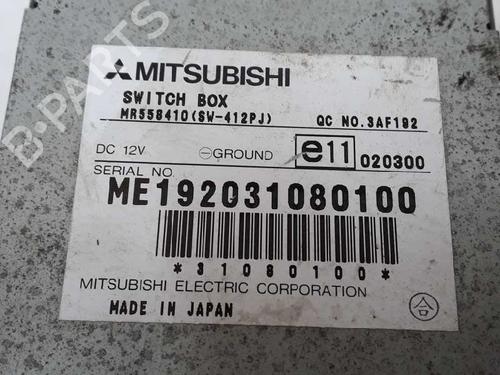 MITSUBISHI
SWITCH BOX
MR558410(SW-412PJ) QC NO.3AF192
DC 12V ⊖GROUND e11 020300
SERIAL NO.
ME192031080100
*31080100*
MITSUBISHI ELECTRIC CORPORATION
MADE IN JAPAN 合
B-PARTS